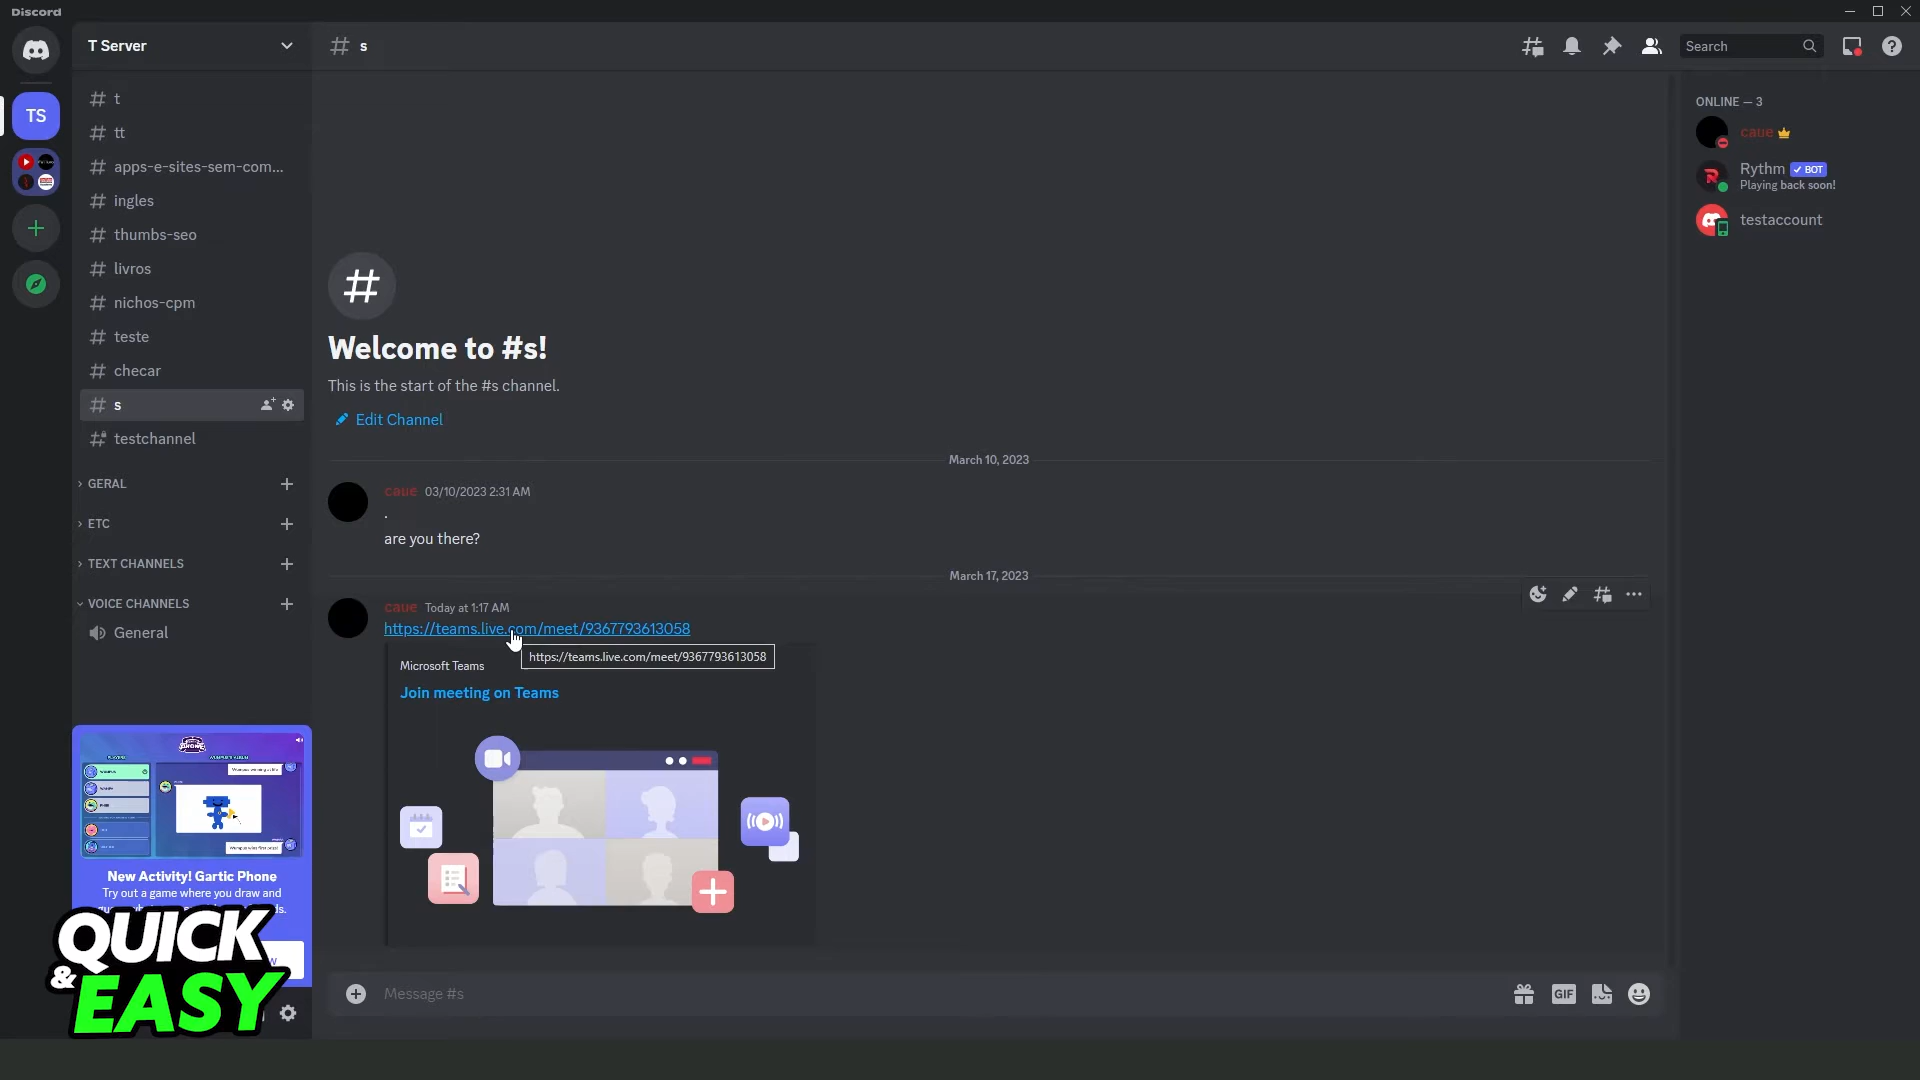 Discord
T Server
s
Search
TS
t
tt
apps-e-sites-sem-com...
ingles
thumbs-seo
livros
nichos-cpm
teste
checar
s
testchannel
GERAL
ETC
TEXT CHANNELS
VOICE CHANNELS
General
New Activity! Gartic Phone
Try out a game where you draw and
QUICK
& EASY
Welcome to #s!
This is the start of the #s channel.
Edit Channel
March 10, 2023
caue 03/10/2023 2:31 AM
.
are you there?
March 17, 2023
caue Today at 1:17 AM
https://teams.live.com/meet/9367793613058
https://teams.live.com/meet/9367793613058
Microsoft Teams
Join meeting on Teams
Message #s
GIF
ONLINE — 3
caue
Rythm BOT
Playing back soon!
testaccount